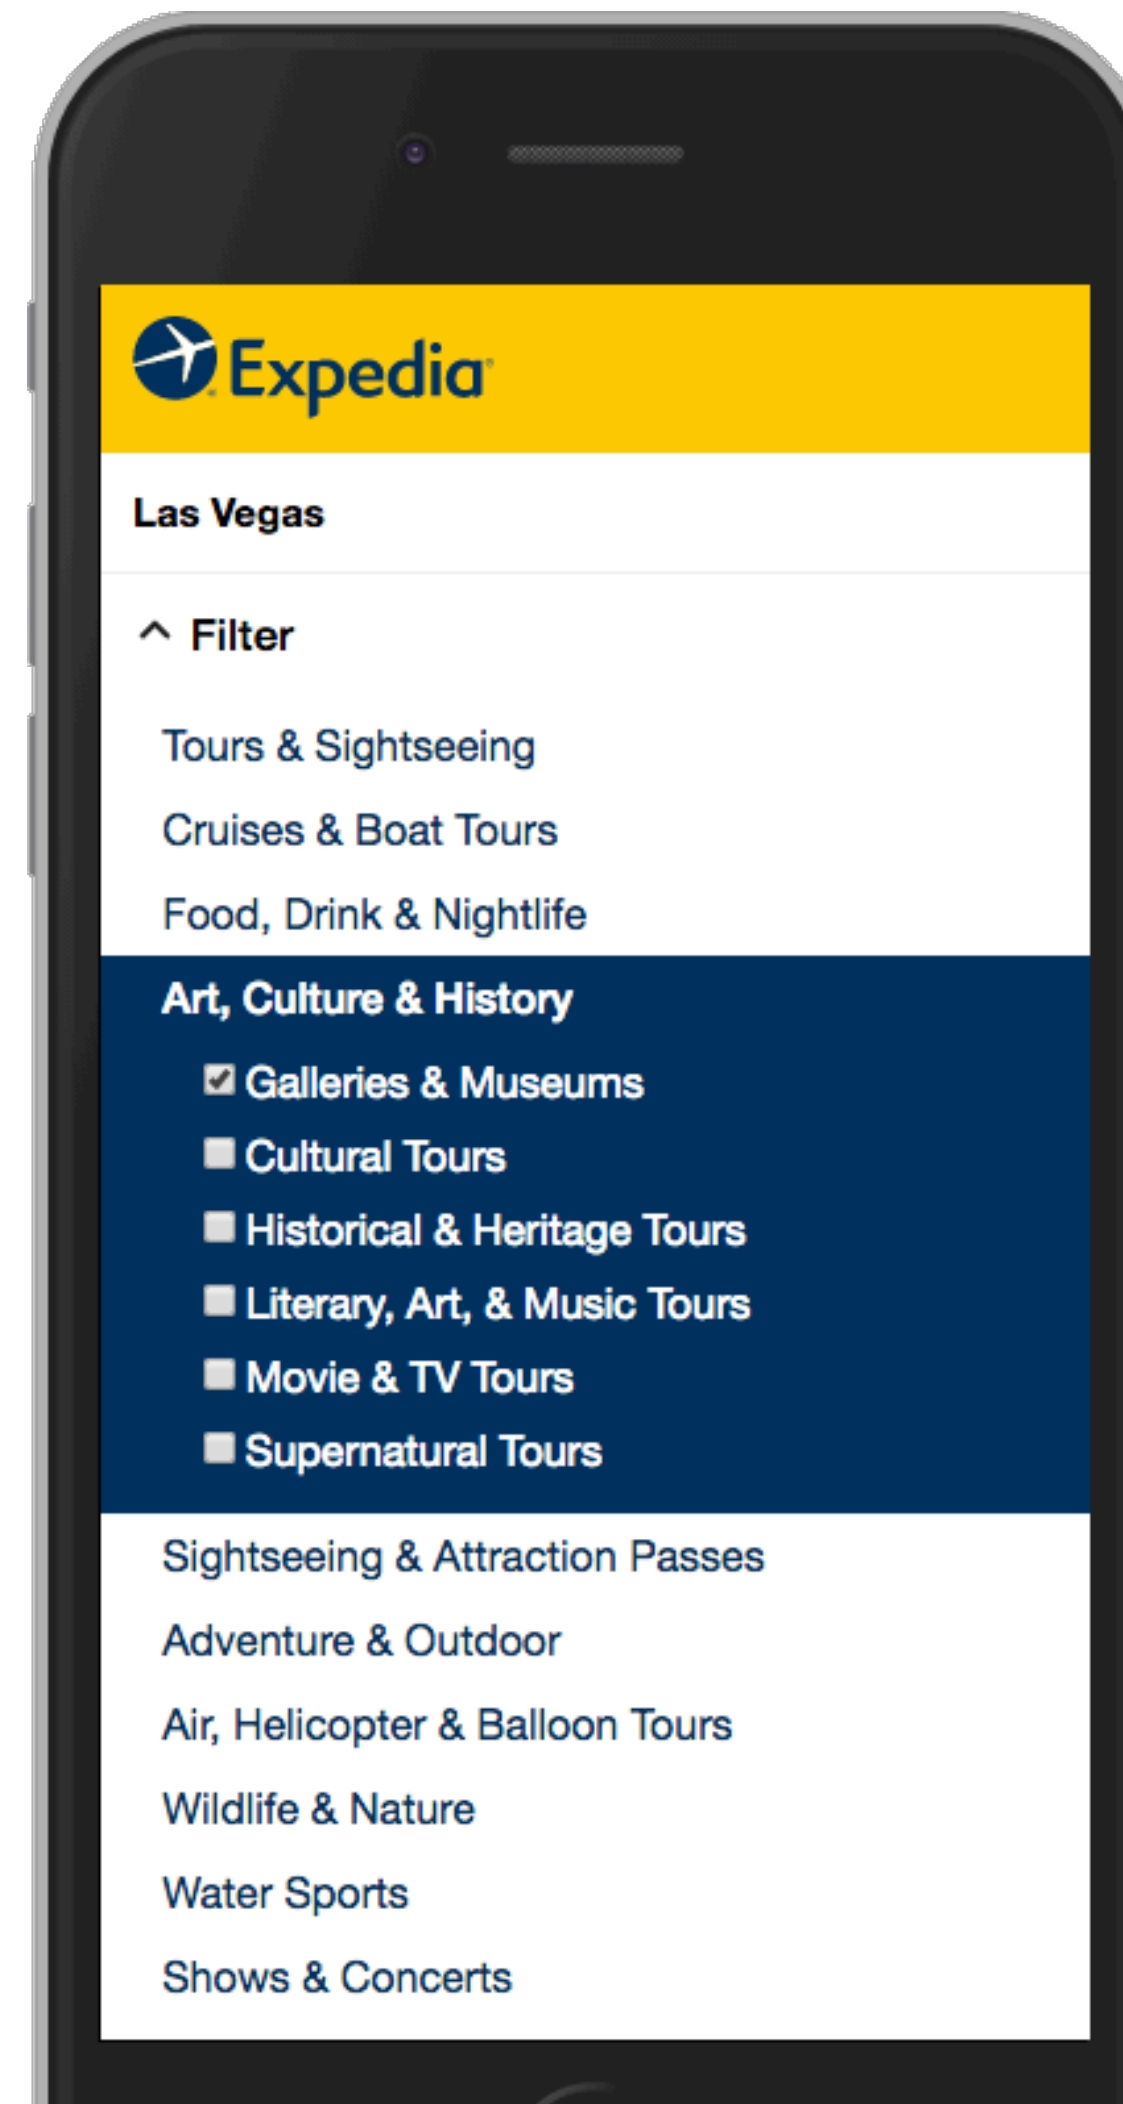 Expedia
Las Vegas
Filter
Tours & Sightseeing
Cruises & Boat Tours
Food, Drink & Nightlife
Art, Culture & History
Galleries & Museums
Cultural Tours
Historical & Heritage Tours
Literary, Art, & Music Tours
Movie & TV Tours
Supernatural Tours
Sightseeing & Attraction Passes
Adventure & Outdoor
Air, Helicopter & Balloon Tours
Wildlife & Nature
Water Sports
Shows & Concerts